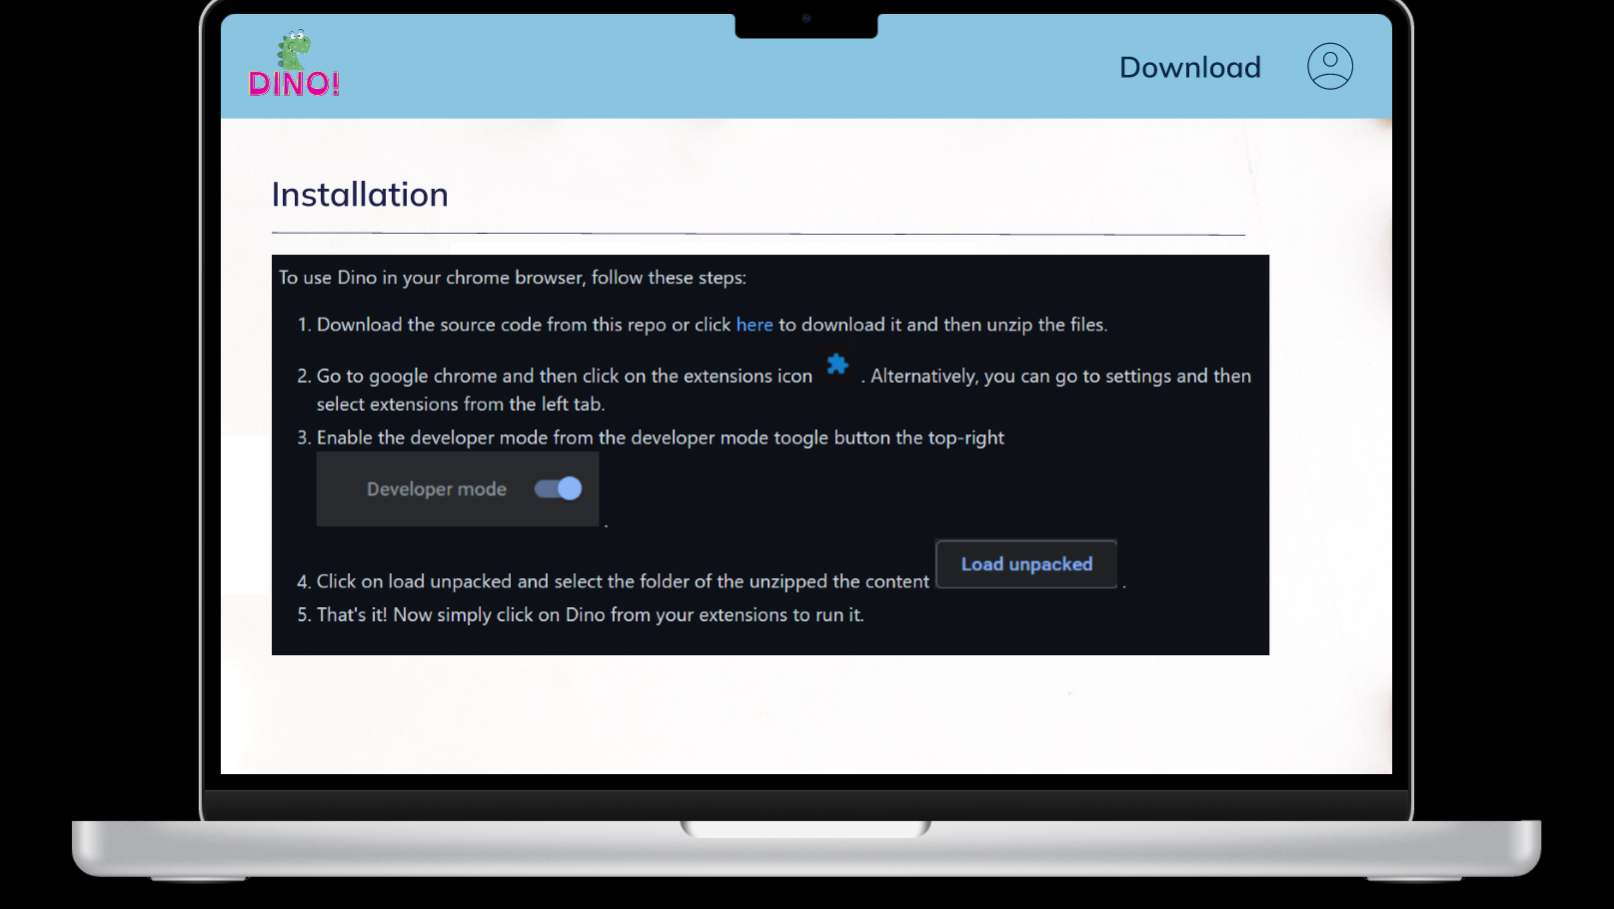 DINO!
Download
Installation
To use Dino in your chrome browser, follow these steps:
1. Download the source code from this repo or click here to download it and then unzip the files.
2. Go to google chrome and then click on the extensions icon . Alternatively, you can go to settings and then
select extensions from the left tab.
3. Enable the developer mode from the developer mode toogle button the top-right
Developer mode
.
Load unpacked
4. Click on load unpacked and select the folder of the unzipped the content .
5. That's it! Now simply click on Dino from your extensions to run it.